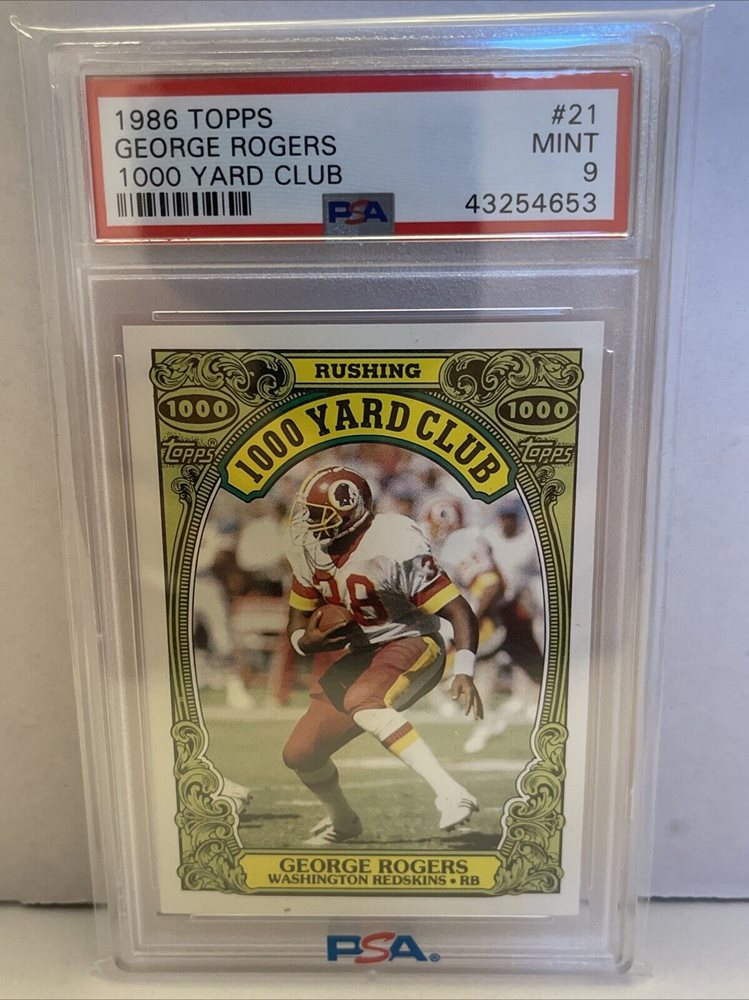 1986 TOPPS #21
GEORGE ROGERS MINT
1000 YARD CLUB 9
PSA 43254653
RUSHING
1000 1000
1000 YARD CLUB
topps® topps
38
38
GEORGE ROGERS
WASHINGTON REDSKINS • RB
PSA®